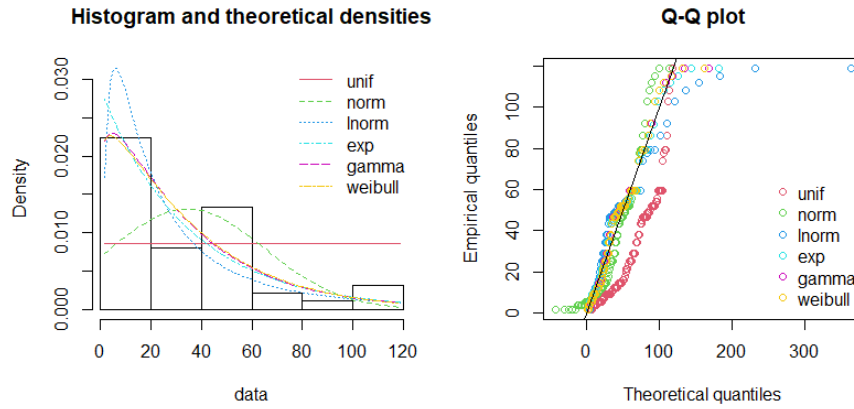 Histogram and theoretical densities
Density
0.000
0.010
0.020
0.030
0
20
40
60
80
100
120
data
unif
norm
lnorm
exp
gamma
weibull
Q-Q plot
Empirical quantiles
0
20
40
60
80
100
0
100
200
300
Theoretical quantiles
unif
norm
lnorm
exp
gamma
weibull